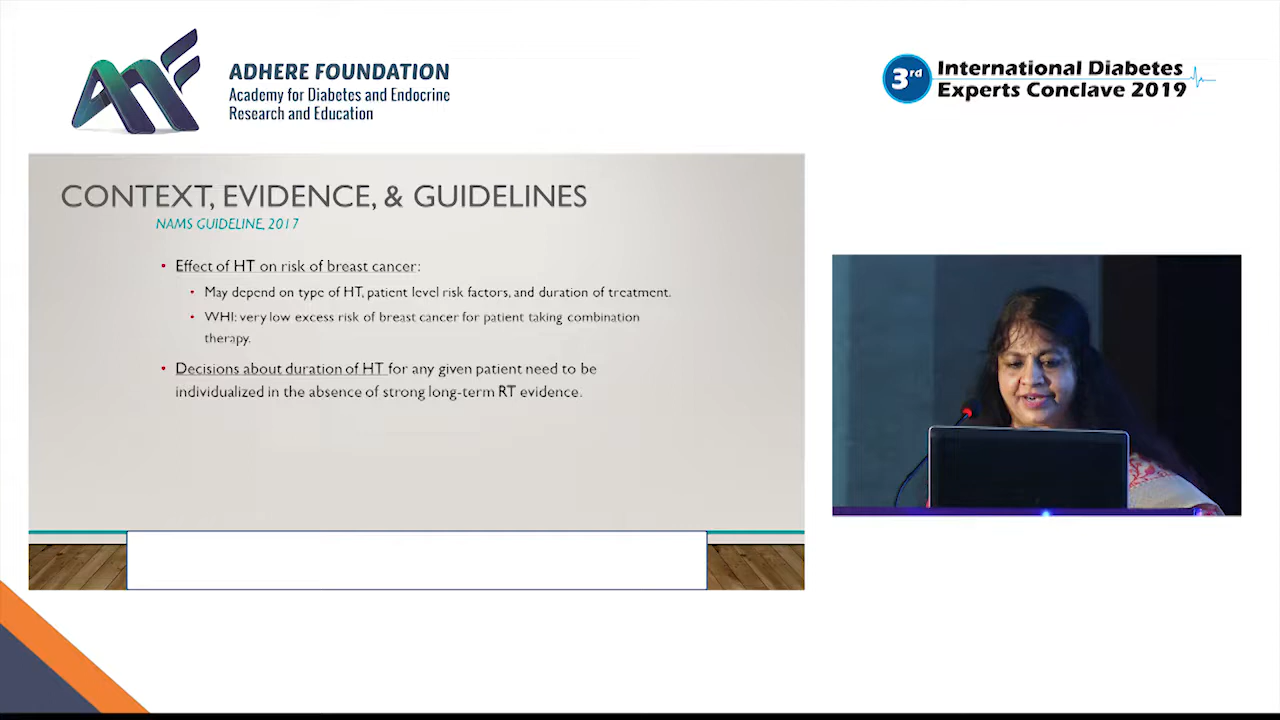 ADHERE FOUNDATION
Academy for Diabetes and Endocrine
Research and Education
3rd International Diabetes
Experts Conclave 2019
CONTEXT, EVIDENCE, & GUIDELINES
NAMS GUIDELINE, 2017
• Effect of HT on risk of breast cancer:
• May depend on type of HT, patient level risk factors, and duration of treatment.
• WHI: very low excess risk of breast cancer for patient taking combination
therapy.
• Decisions about duration of HT for any given patient need to be
individualized in the absence of strong long-term RT evidence.